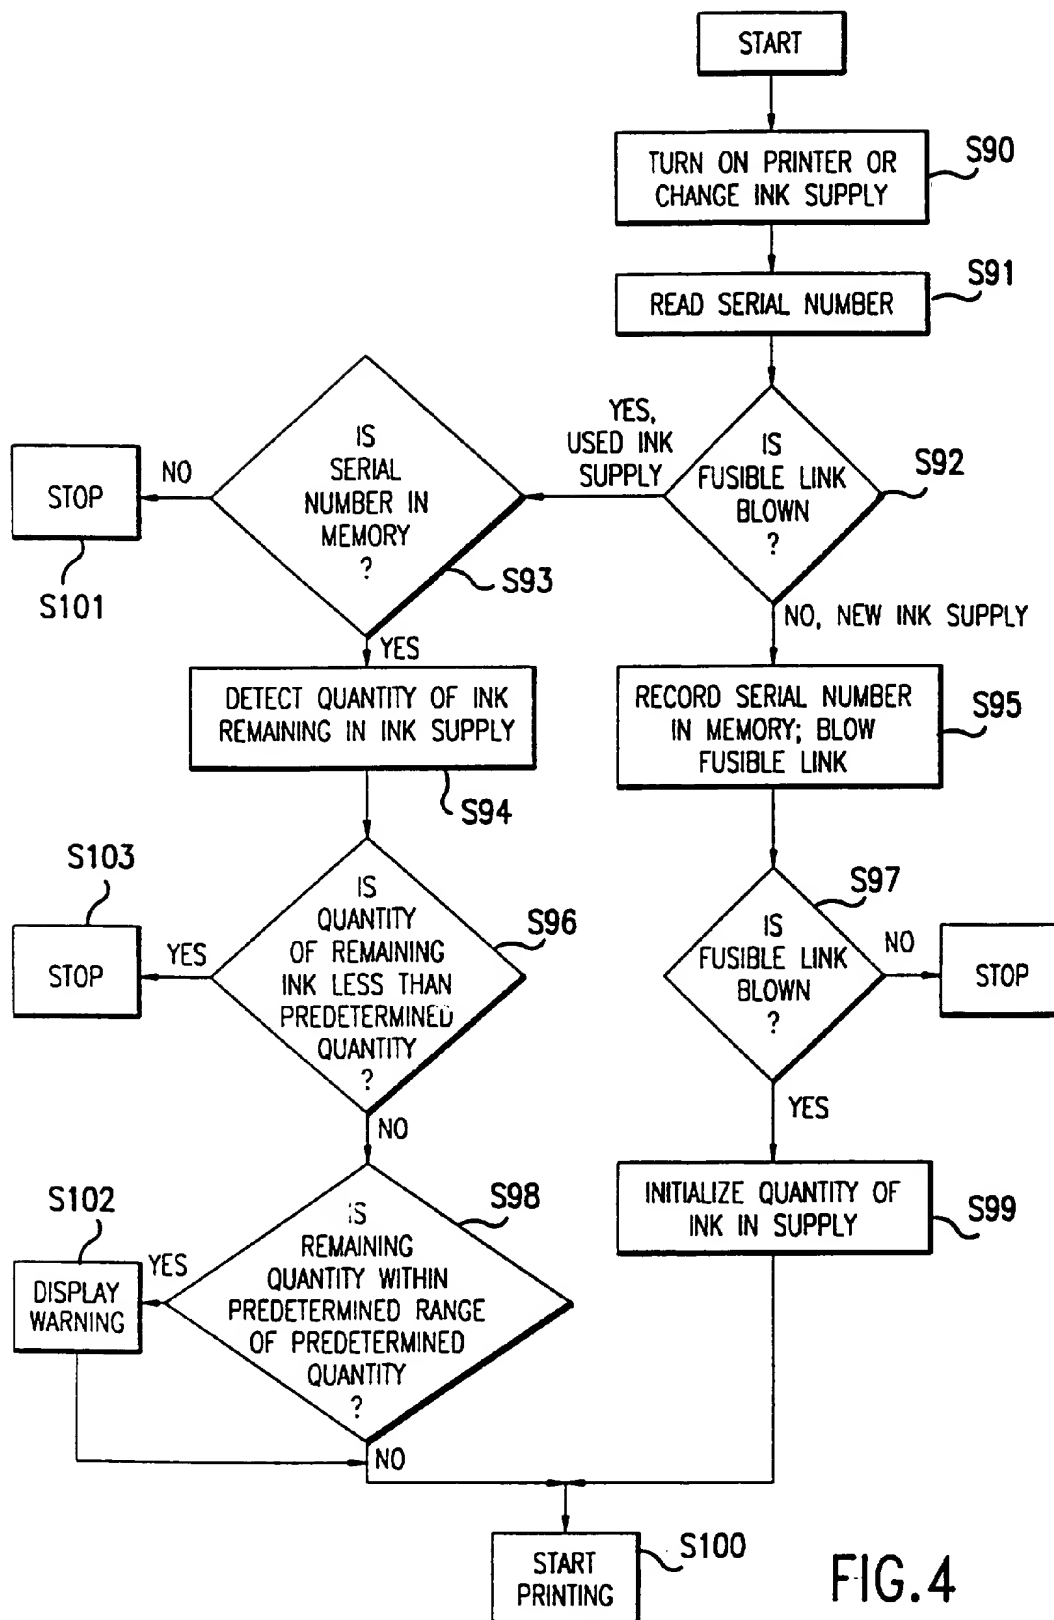 START
TURN ON PRINTER OR
CHANGE INK SUPPLY
S90
READ SERIAL NUMBER
S91
IS
FUSIBLE LINK
BLOWN
?
S92
YES,
USED INK
SUPPLY
IS
SERIAL
NUMBER IN
MEMORY
?
S93
NO
STOP
S101
YES
DETECT QUANTITY OF INK
REMAINING IN INK SUPPLY
S94
NO, NEW INK SUPPLY
RECORD SERIAL NUMBER
IN MEMORY; BLOW
FUSIBLE LINK
S95
IS
QUANTITY
OF REMAINING
INK LESS THAN
PREDETERMINED
QUANTITY
?
S96
YES
STOP
S103
NO
IS
FUSIBLE LINK
BLOWN
?
S97
NO
STOP
YES
INITIALIZE QUANTITY OF
INK IN SUPPLY
S99
IS
REMAINING
QUANTITY WITHIN
PREDETERMINED RANGE
OF PREDETERMINED
QUANTITY
?
S98
YES
DISPLAY
WARNING
S102
NO
START
PRINTING
S100
FIG.4